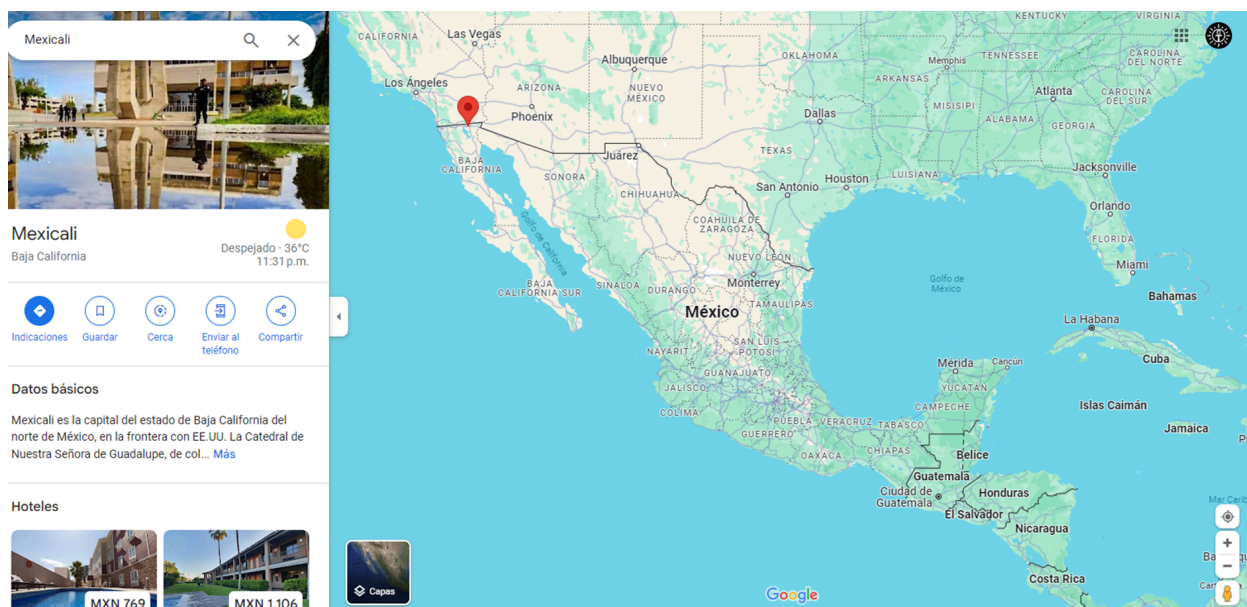 Mexicali
Mexicali
Baja California
Despejado · 36°C
11:31 p.m.
Indicaciones
Guardar
Cerca
Enviar al
teléfono
Compartir
Datos básicos
Mexicali es la capital del estado de Baja California del
norte de México, en la frontera con EE.UU. La Catedral de
Nuestra Señora de Guadalupe, de col... Más
Hoteles
MXN 769
MXN 1,106
KENTUCKY
VIRGINIA
CALIFORNIA
Las Vegas
Albuquerque
OKLAHOMA
Memphis
TENNESSEE
CAROLINA
DEL NORTE
Los Ángeles
ARIZONA
NUEVO
MÉXICO
ARKANSAS
Atlanta
CAROLINA
DEL SUR
Phoenix
Dallas
MISISIPI
ALABAMA
GEORGIA
Juárez
TEXAS
BAJA
CALIFORNIA
SONORA
Jacksonville
CHIHUAHUA
San Antonio
Houston
LUISIANA
Orlando
COAHUILA DE
ZARAGOZA
FLORIDA
Golfo de California
NUEVO LEÓN
Miami
BAJA
CALIFORNIA SUR
SINALOA
DURANGO
Monterrey
Golfo de
México
Bahamas
México
TAMAULIPAS
La Habana
SAN LUIS
POTOSÍ
NAYARIT
Mérida
Cancún
Cuba
GUANAJUATO
JALISCO
YUCATÁN
COLIMA
CAMPECHE
Islas Caimán
PUEBLA
VERACRUZ
TABASCO
Jamaica
GUERRERO
P
OAXACA
CHIAPAS
Belice
Guatemala
Ciudad de
Guatemala
Honduras
El Salvador
Mar Carib
Nicaragua
Ba
Costa Rica
Capas
Google